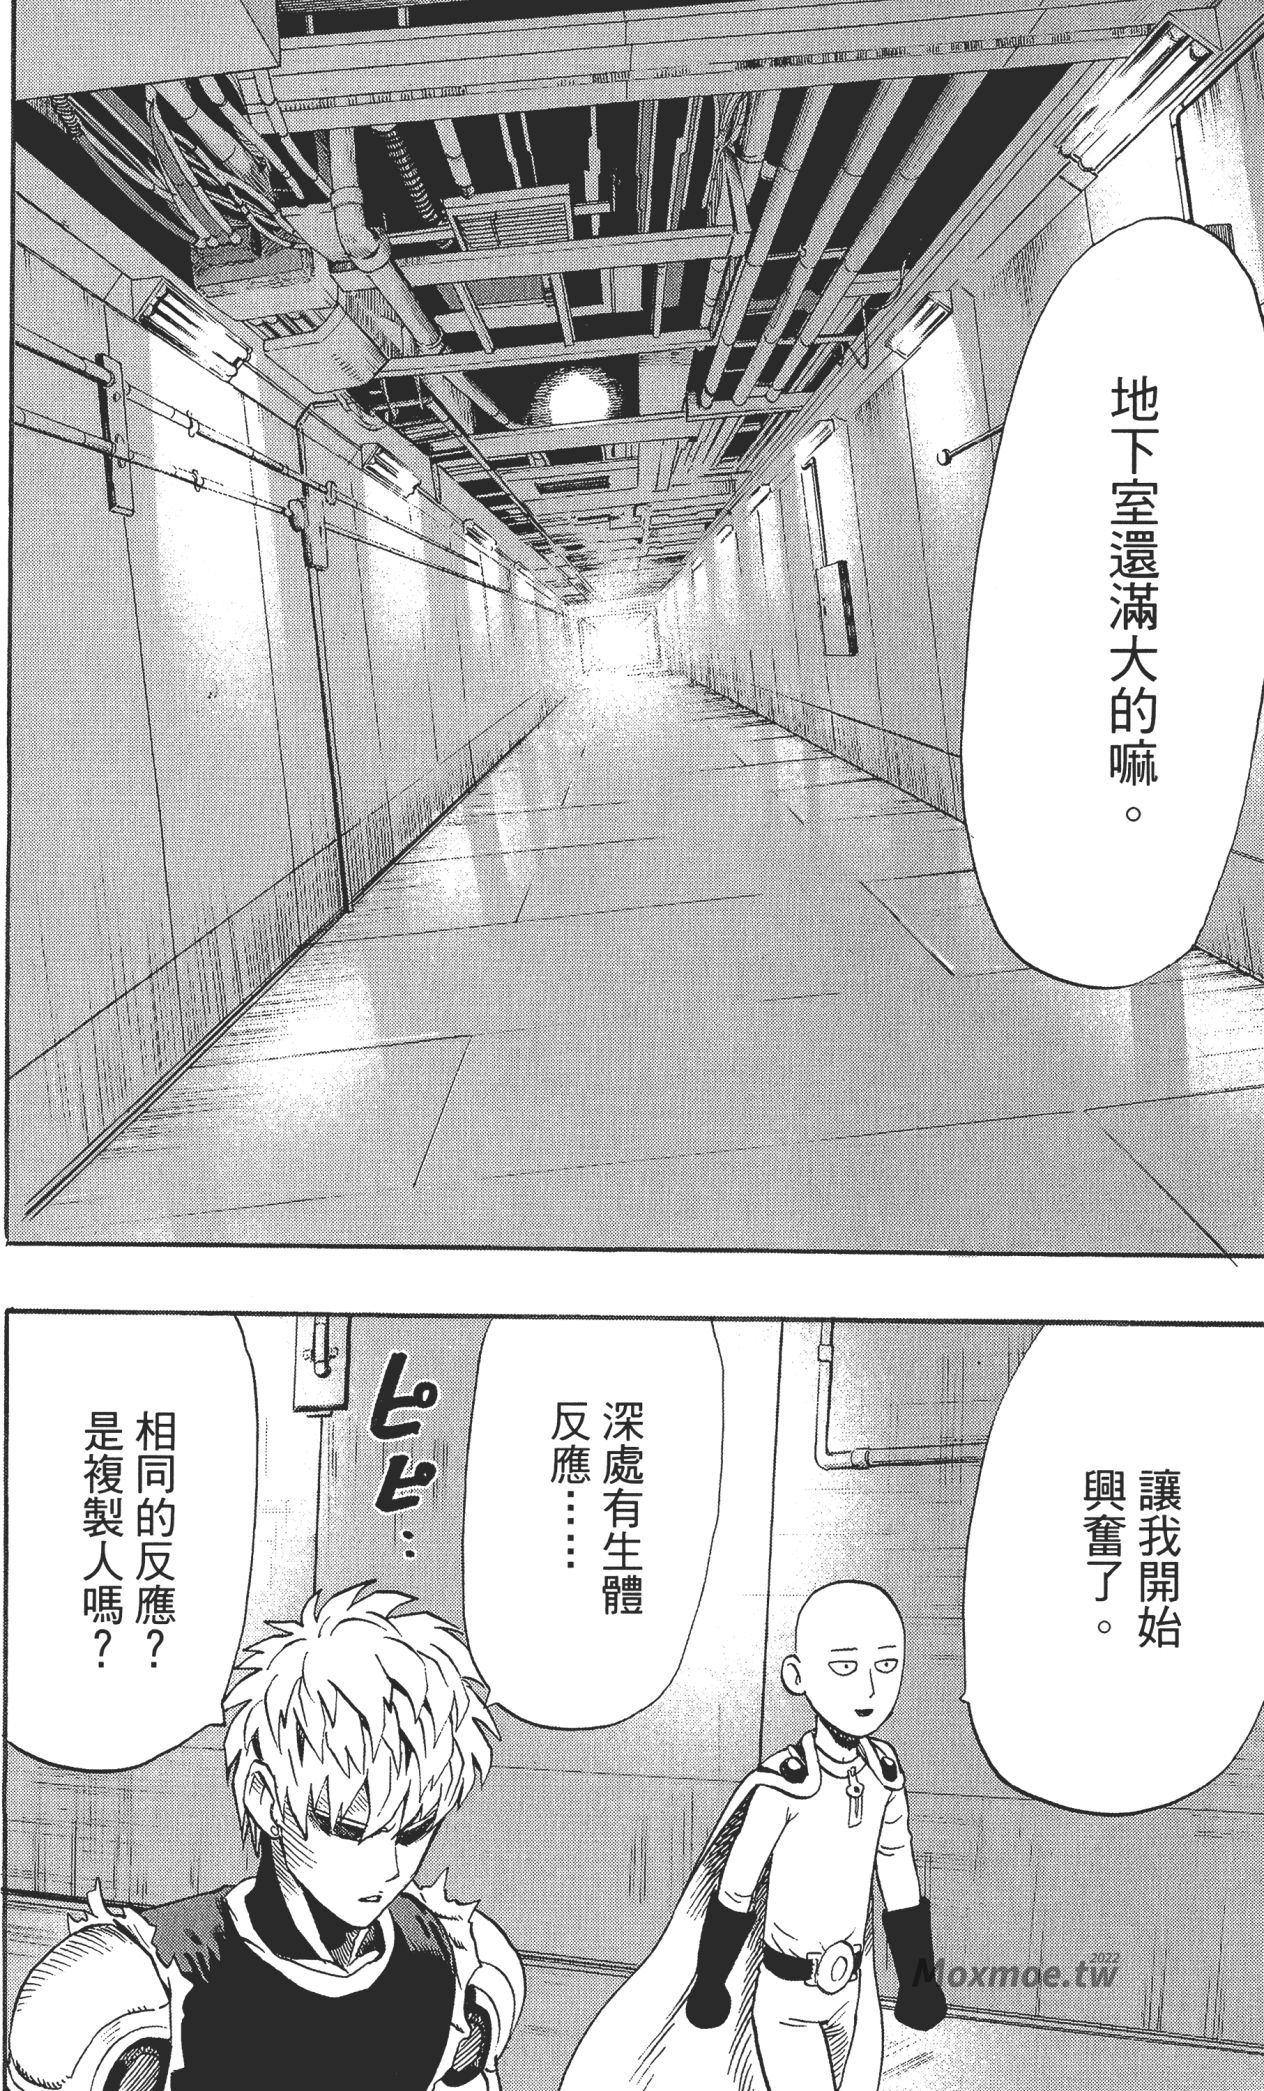 地下室還滿大的嘛。
讓我開始
興奮了。
深處有生體
反應……
ピピ…
相同的反應？
是複製人嗎？
2022
Moxmoe.tw